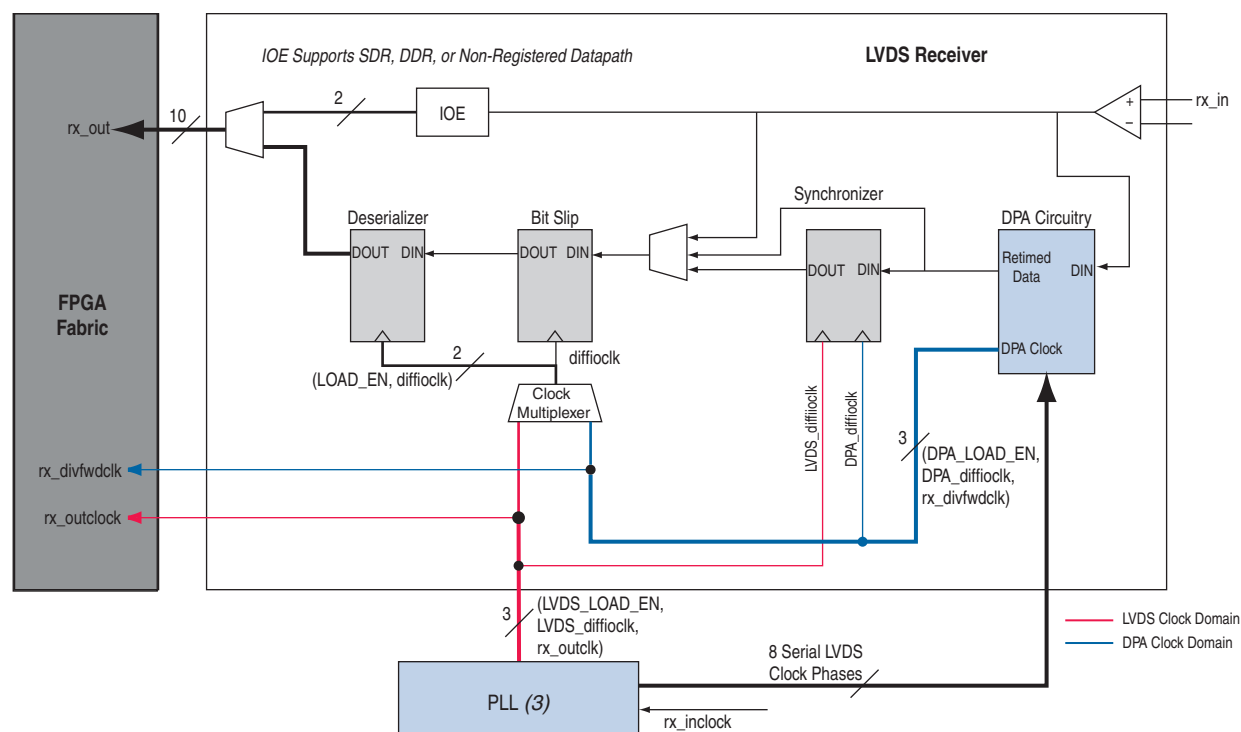 IOE Supports SDR, DDR, or Non-Registered Datapath
LVDS Receiver
2
IOE
+
−
rx_in
10
rx_out
Synchronizer
Deserializer
Bit Slip
DPA Circuitry
DOUT DIN
DOUT DIN
DOUT DIN
Retimed
Data
DIN
FPGA
Fabric
DPA Clock
2
diffioclk
(LOAD_EN, diffioclk)
Clock
Multiplexer
LVDS_diffiioclk
DPA_diffioclk
3
(DPA_LOAD_EN,
DPA_diffioclk,
rx_divfwdclk)
rx_divfwdclk
rx_outclock
3
(LVDS_LOAD_EN,
LVDS_diffioclk,
rx_outclk)
LVDS Clock Domain
DPA Clock Domain
8 Serial LVDS
Clock Phases
PLL (3)
rx_inclock